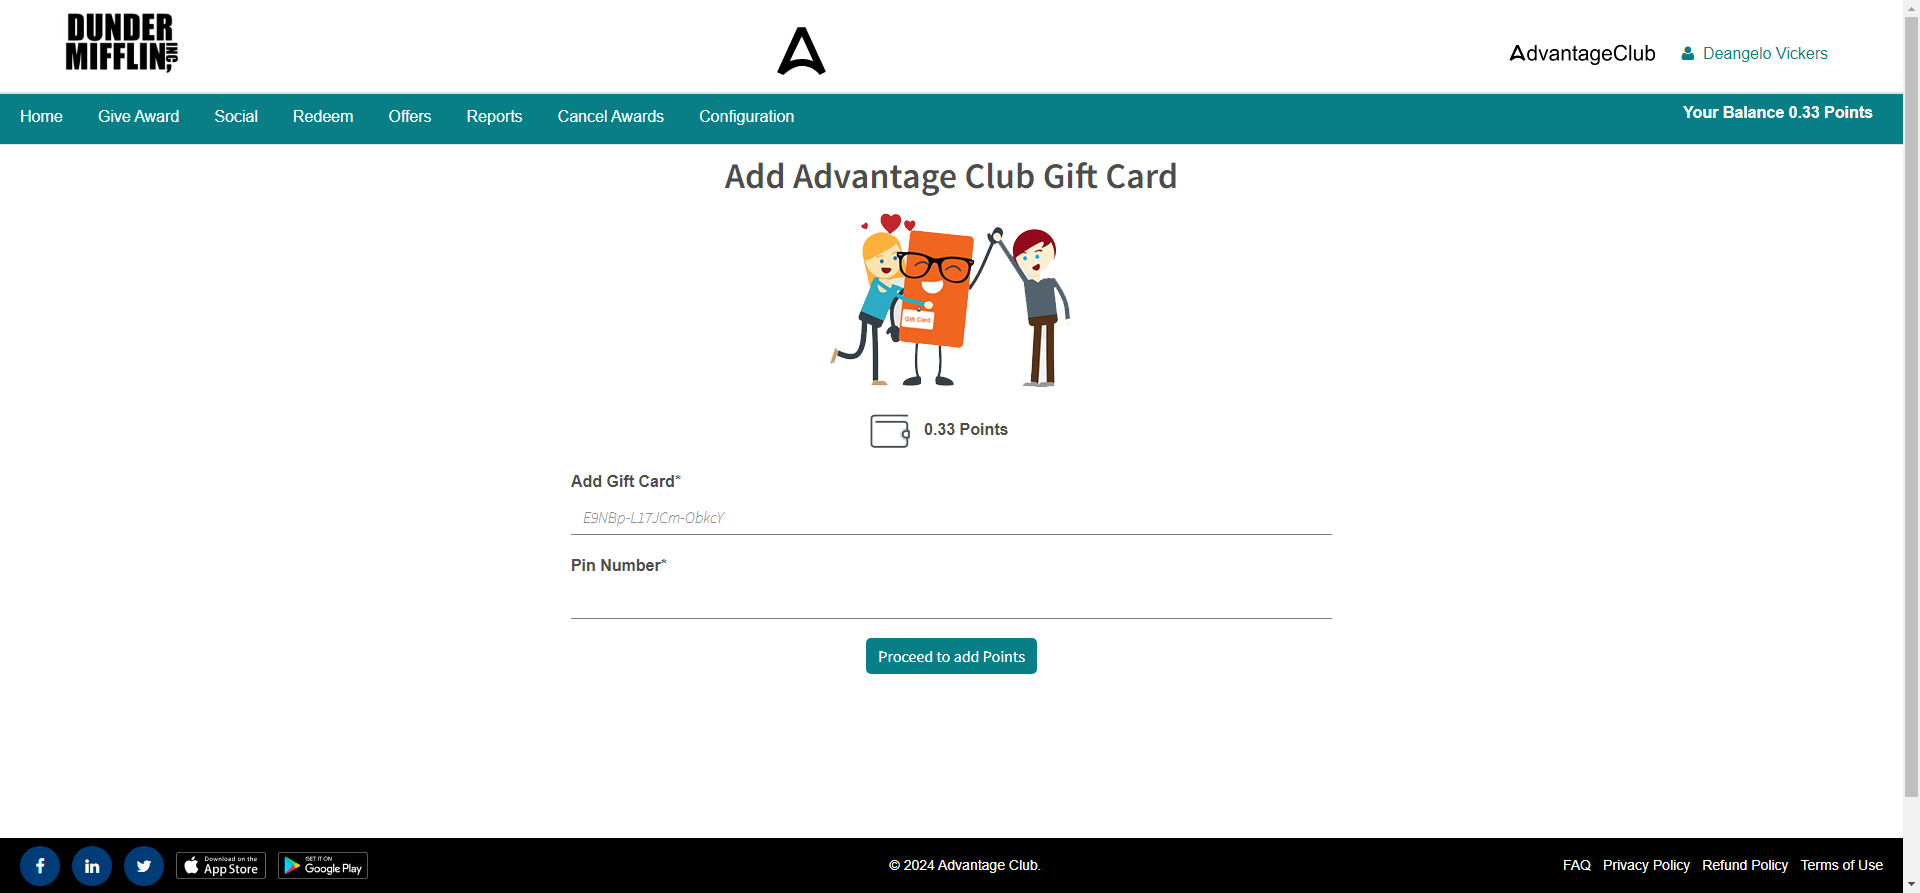 DUNDER
MIFFLIN, INC
AdvantageClub Deangelo Vickers
Home Give Award Social Redeem Offers Reports Cancel Awards Configuration Your Balance 0.33 Points
Add Advantage Club Gift Card
Gift Card
0.33 Points
Add Gift Card*
E9NBp-L17JCm-ObkcY
Pin Number*
Proceed to add Points
Download on the App Store GET IT ON Google Play © 2024 Advantage Club. FAQ Privacy Policy Refund Policy Terms of Use